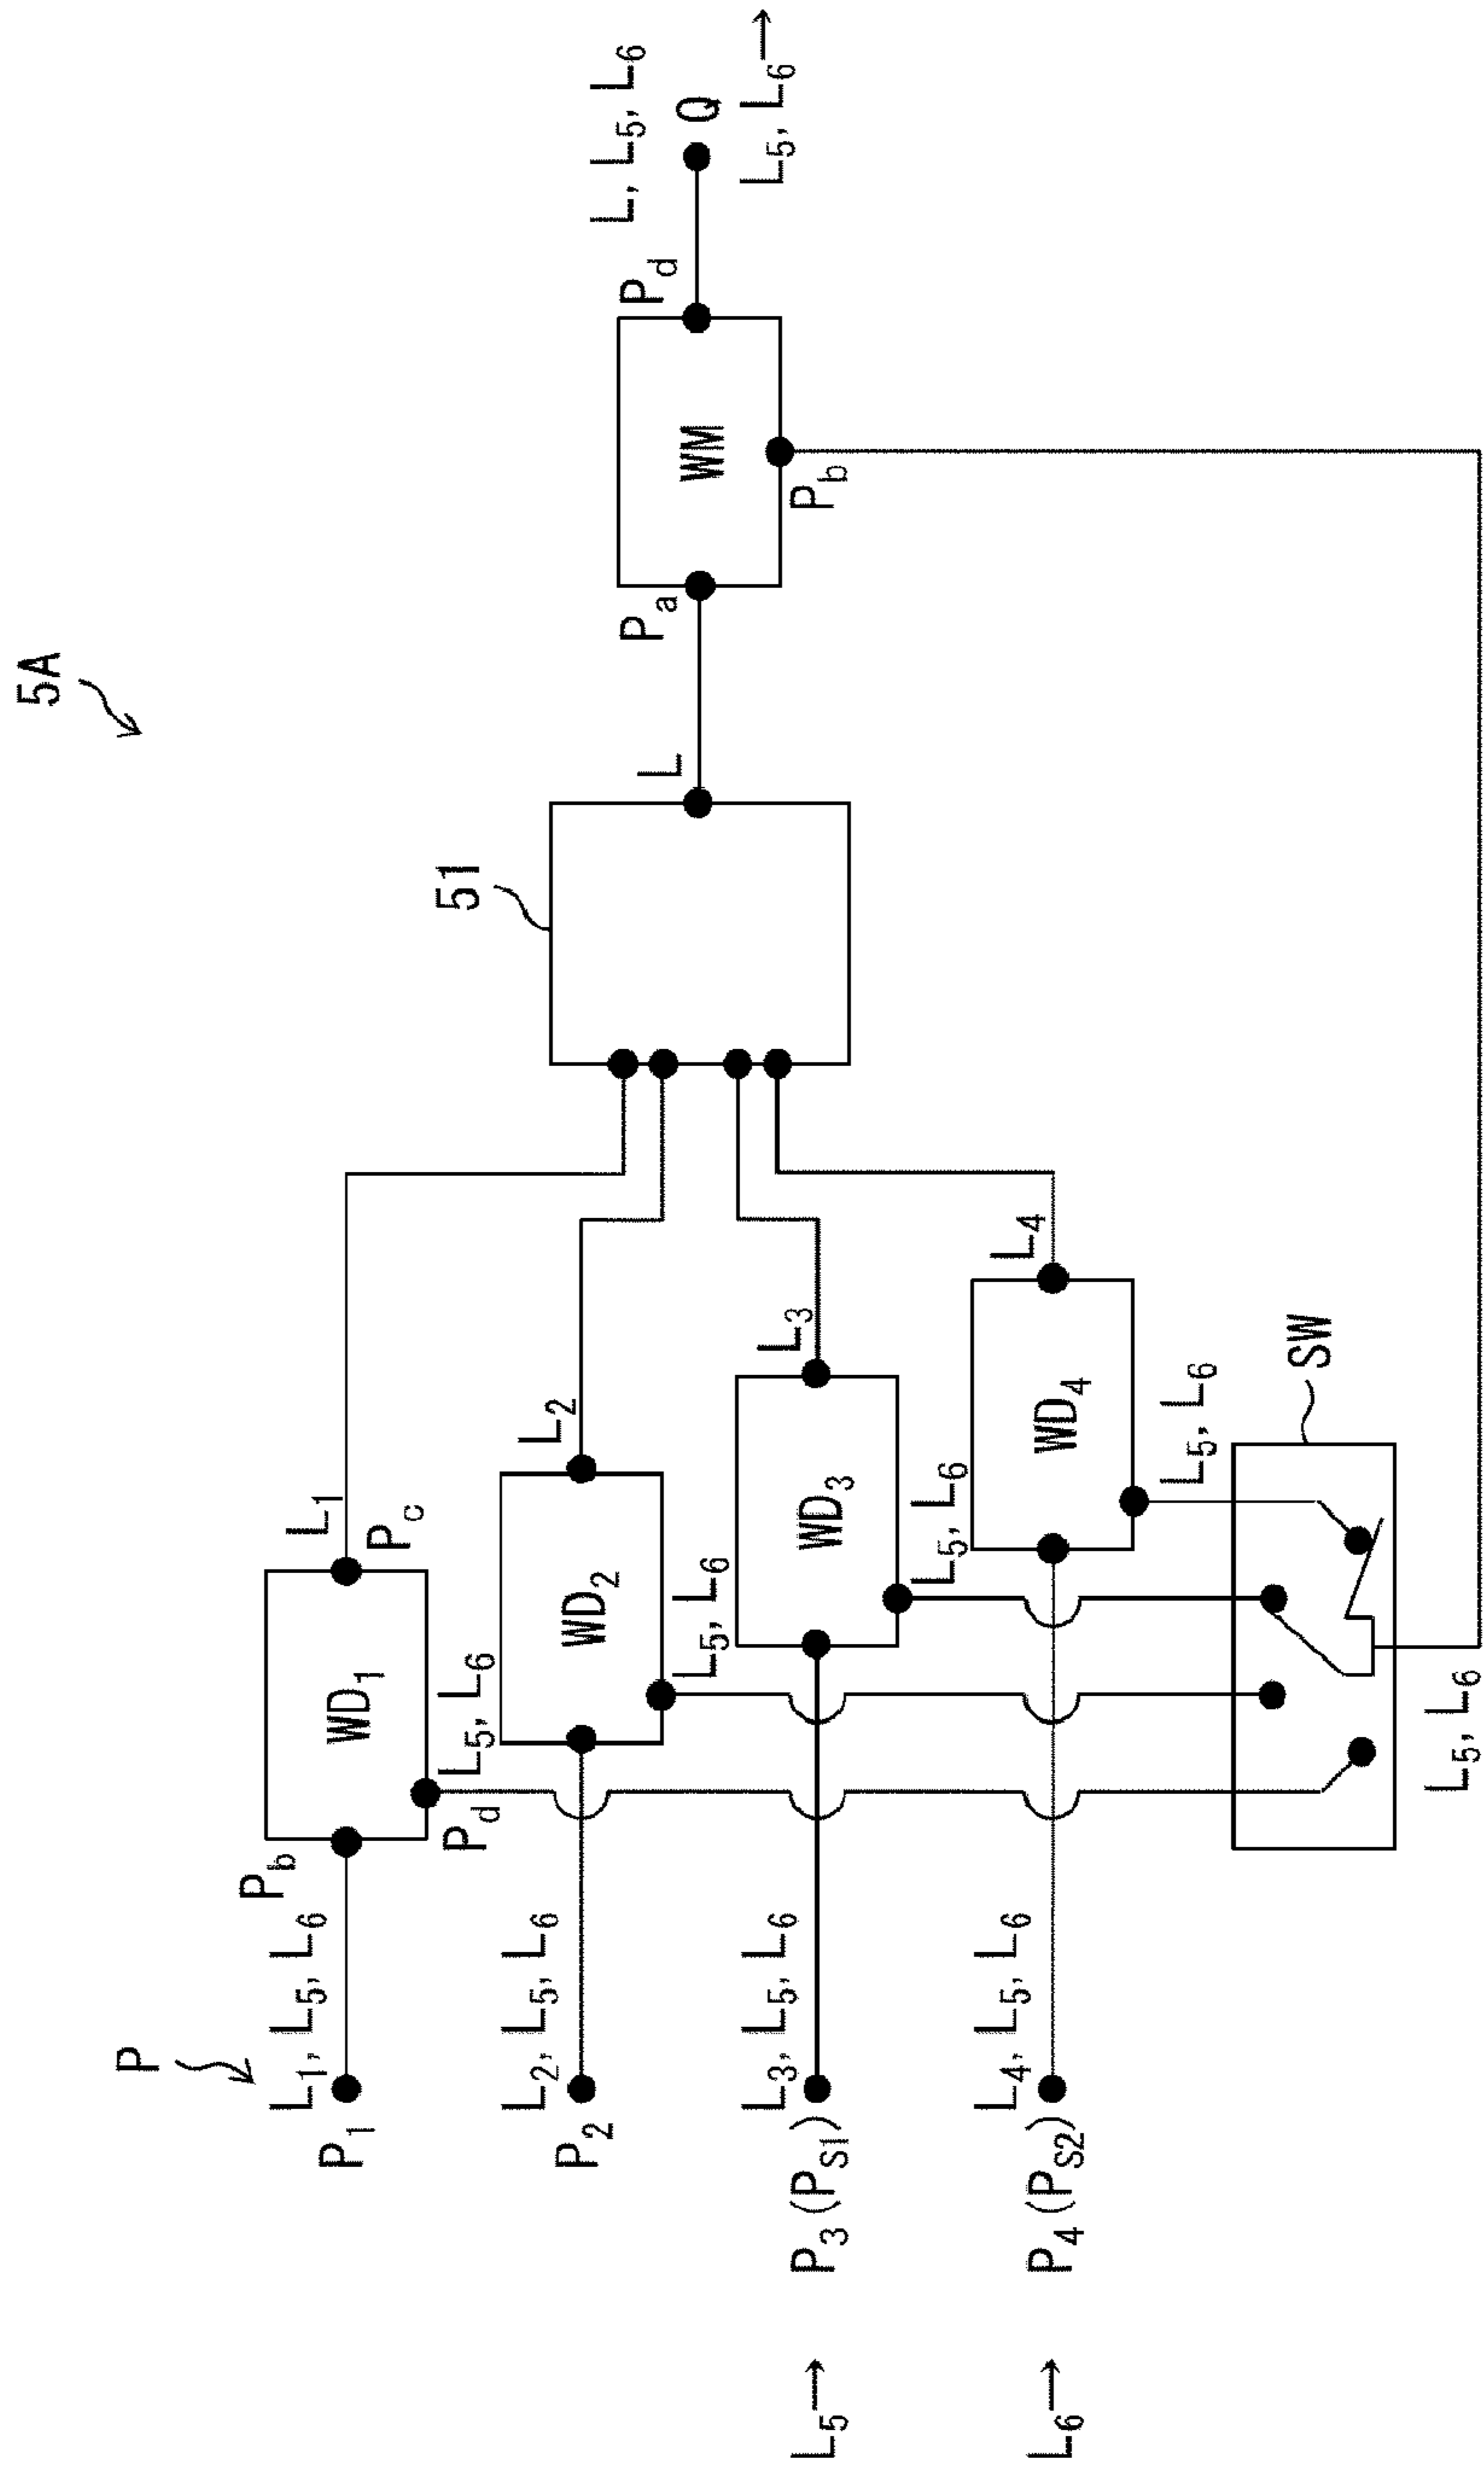 5A
P
P1
L1, L5, L6
Pb
WD1
Pd
L5, L6
Pc
L1
P2
L2, L5, L6
WD2
L5, L6
L2
P3(PS1)
L3, L5, L6
WD3
L5, L6
L3
P4(PS2)
L4, L5, L6
WD4
L5, L6
L4
L5→
L6→
SW
L5, L6
51
L
Pa
WM
Pb
Pd
L, L5, L6
Q
L5, L6→